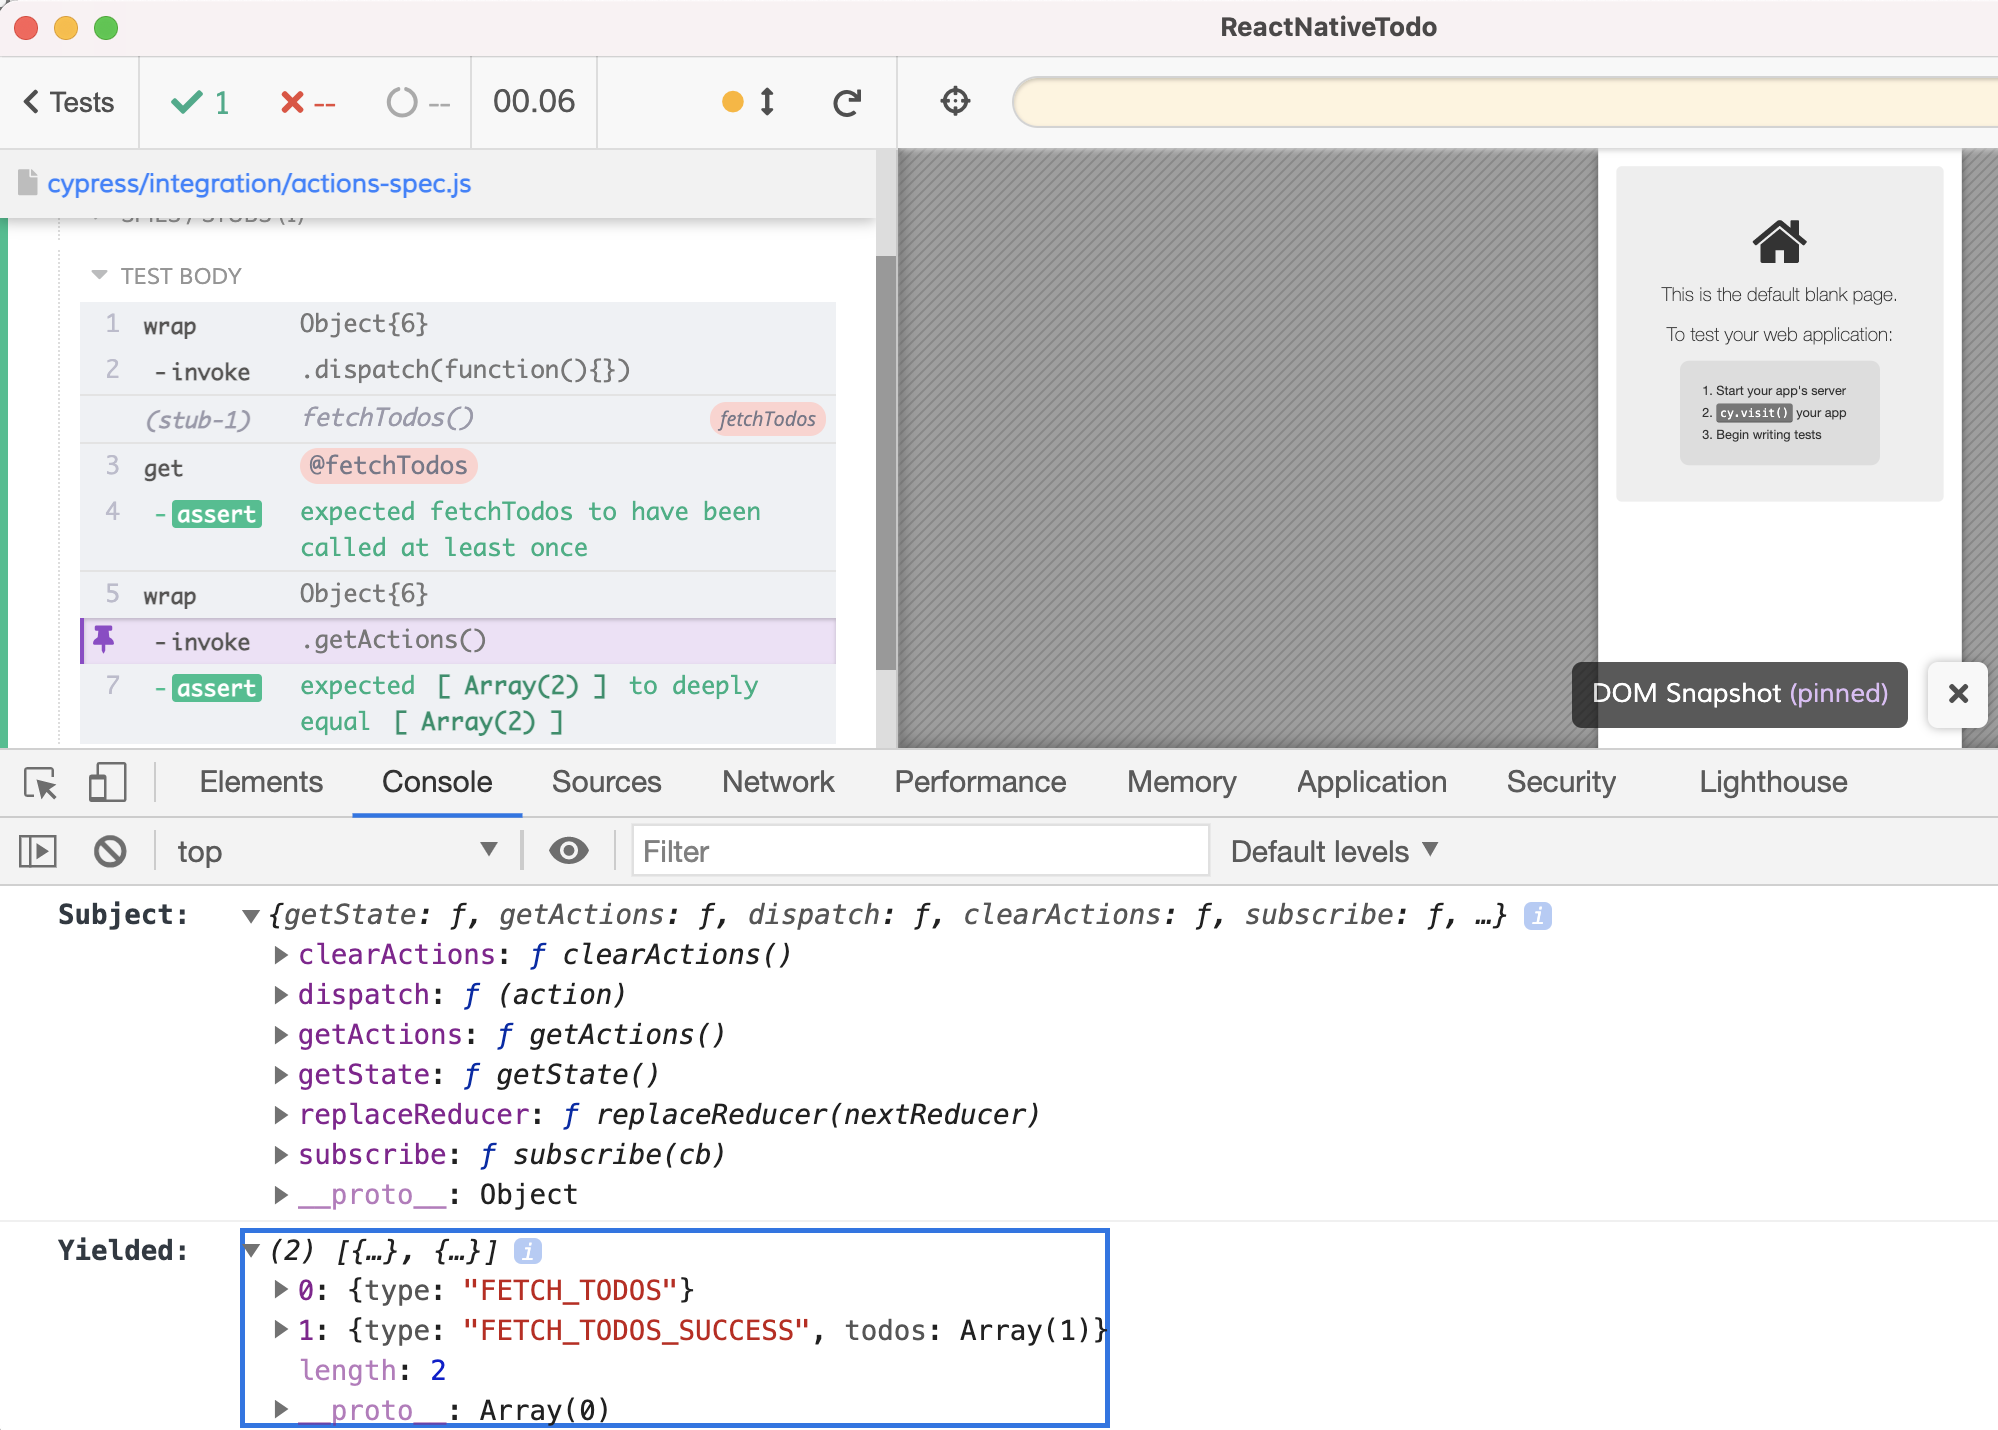 ReactNativeTodo
Tests 1 -- -- 00.06
cypress/integration/actions-spec.js
SPIES / STUBS (1)
TEST BODY
1 wrap Object{6}
2 -invoke .dispatch(function(){})
(stub-1) fetchTodos() fetchTodos
3 get @fetchTodos
4 -assert expected fetchTodos to have been
called at least once
5 wrap Object{6}
-invoke .getActions()
7 -assert expected [ Array(2) ] to deeply
equal [ Array(2) ]
This is the default blank page.
To test your web application:
1. Start your app's server
2. cy.visit() your app
3. Begin writing tests
DOM Snapshot (pinned)
Elements Console Sources Network Performance Memory Application Security Lighthouse
top Filter Default levels
Subject: {getState: ƒ, getActions: ƒ, dispatch: ƒ, clearActions: ƒ, subscribe: ƒ, …} i
clearActions: ƒ clearActions()
dispatch: ƒ (action)
getActions: ƒ getActions()
getState: ƒ getState()
replaceReducer: ƒ replaceReducer(nextReducer)
subscribe: ƒ subscribe(cb)
__proto__: Object
Yielded: (2) [{…}, {…}] i
0: {type: "FETCH_TODOS"}
1: {type: "FETCH_TODOS_SUCCESS", todos: Array(1)}
length: 2
__proto__: Array(0)